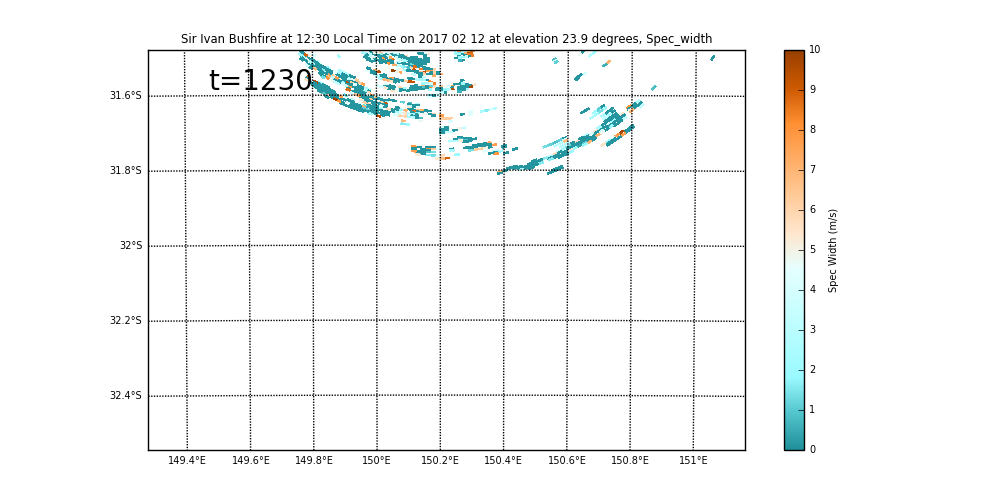 Sir Ivan Bushfire at 12:30 Local Time on 2017 02 12 at elevation 23.9 degrees, Spec_width
t=1230
31.6°S
31.8°S
32°S
32.2°S
32.4°S
149.4°E 149.6°E 149.8°E 150°E 150.2°E 150.4°E 150.6°E 150.8°E 151°E
10
9
8
7
6
5
4
3
2
1
0
Spec Width (m/s)